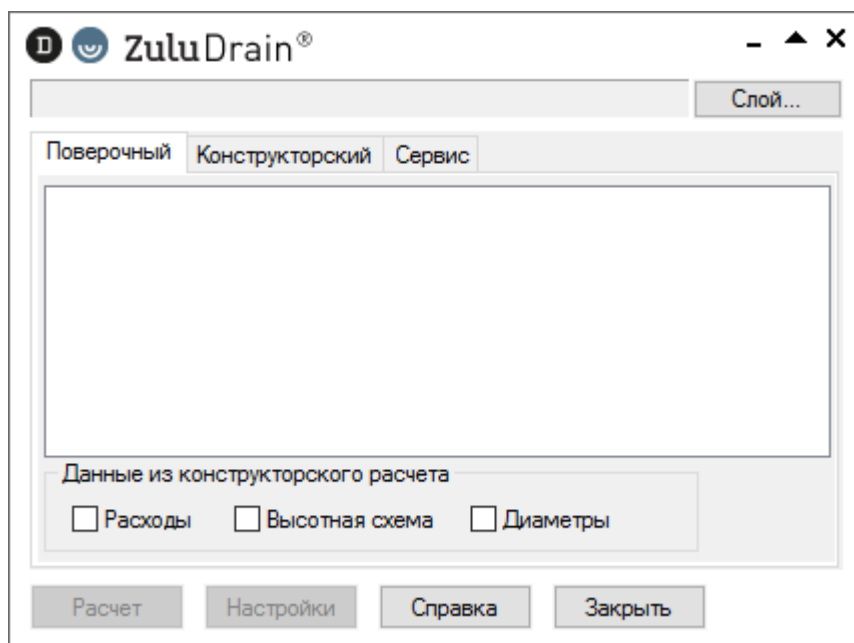 D ZuluDrain®
Слой...
Поверочный Конструкторский Сервис
Данные из конструкторского расчета
Расходы Высотная схема Диаметры
Расчет Настройки Справка Закрыть